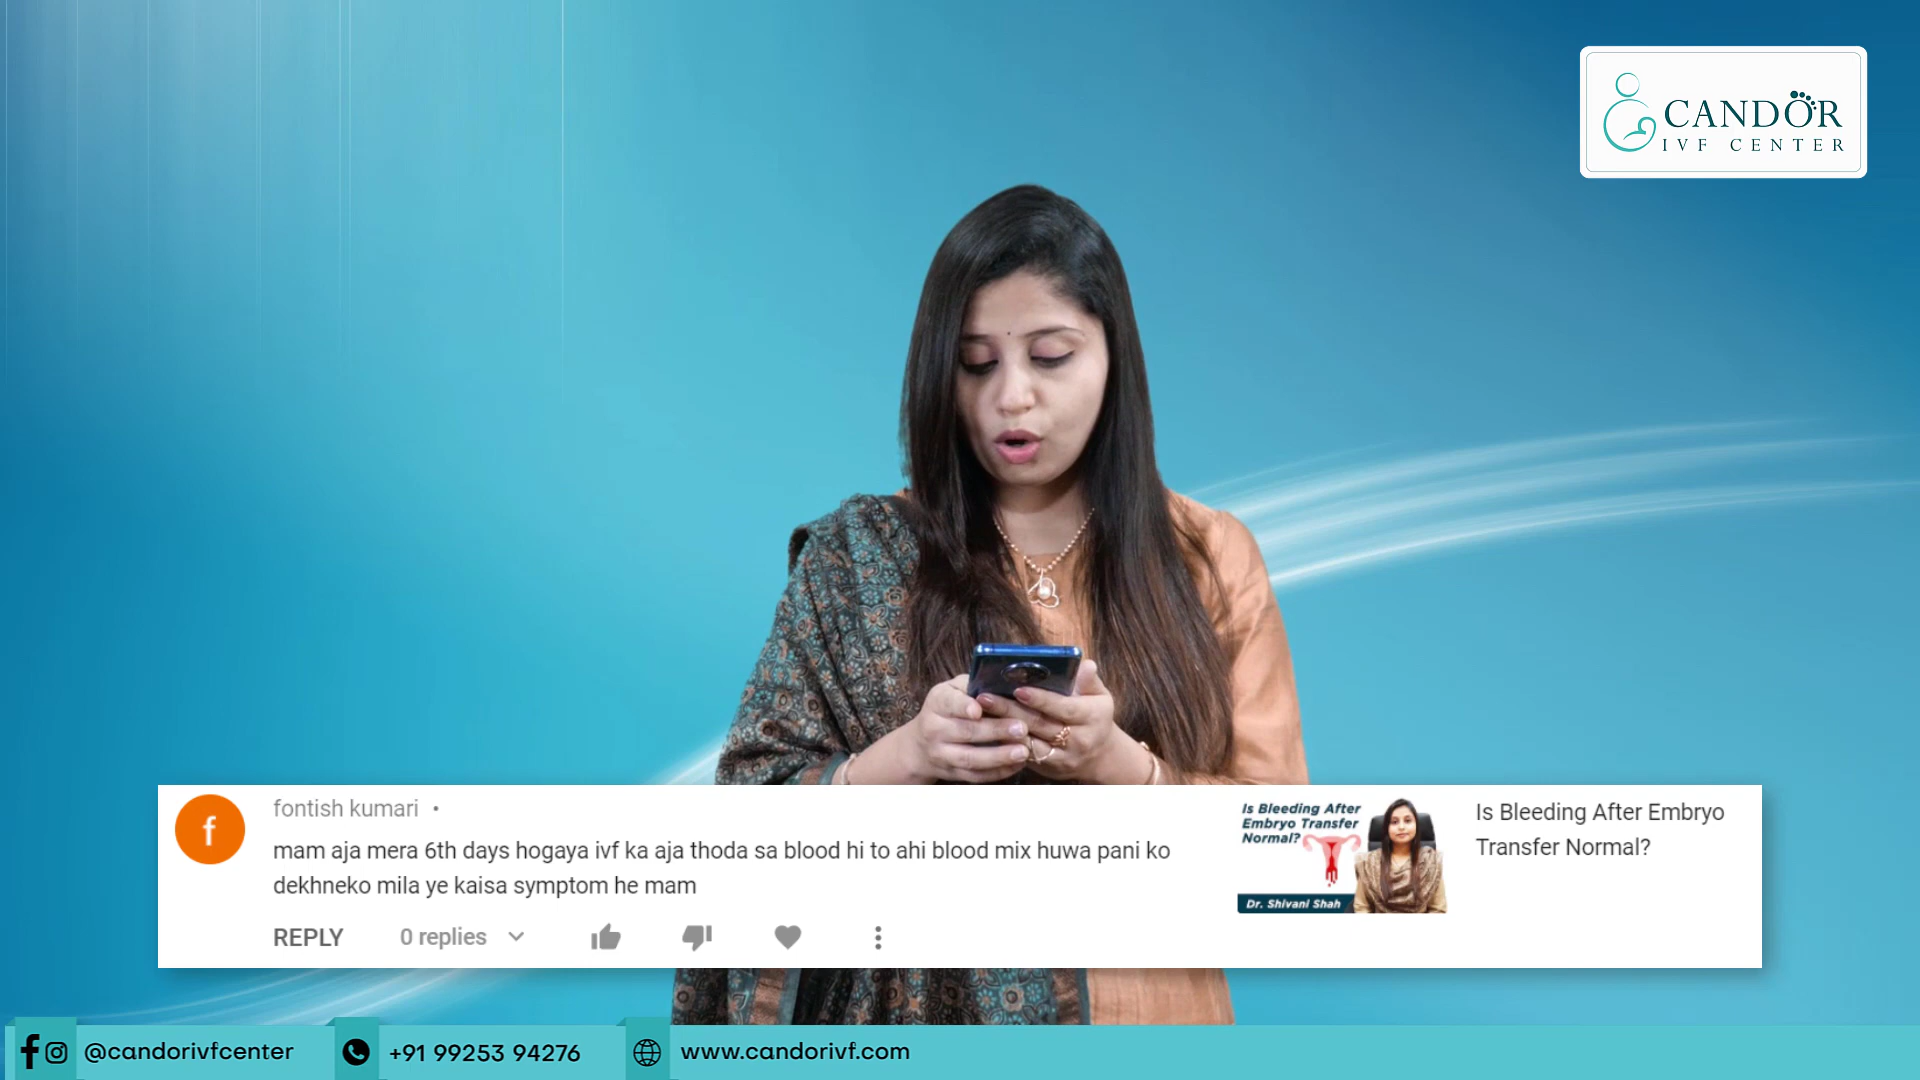 CANDOR
IVF CENTER
f
fontish kumari •
mam aja mera 6th days hogaya ivf ka aja thoda sa blood hi to ahi blood mix huwa pani ko
dekhneko mila ye kaisa symptom he mam
REPLY 0 replies
Is Bleeding After
Embryo Transfer
Normal?
Dr. Shivani Shah
Is Bleeding After Embryo
Transfer Normal?
@candorivfcenter +91 99253 94276 www.candorivf.com